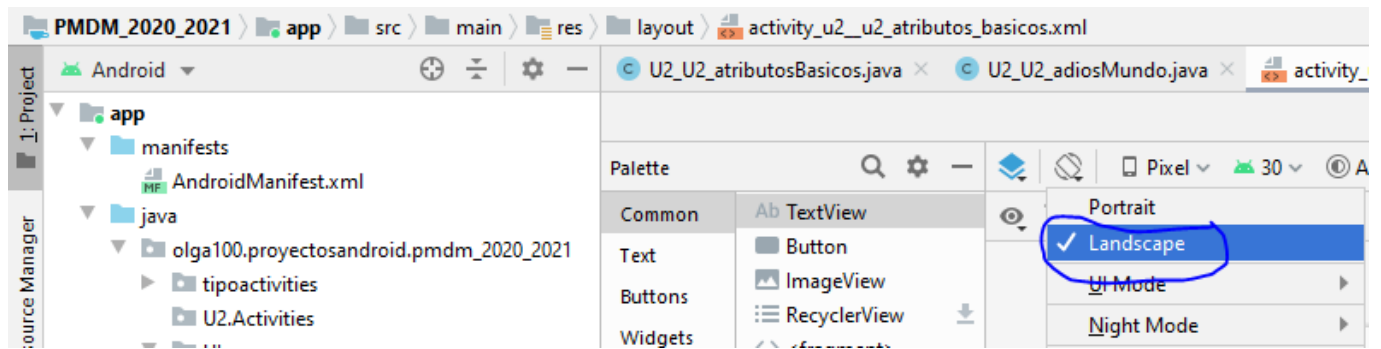 PMDM_2020_2021 app src main res layout activity_u2__u2_atributos_basicos.xml
1: Project
Android
U2_U2_atributosBasicos.java
U2_U2_adiosMundo.java
activity_
app
manifests
MF AndroidManifest.xml
java
olga100.proyectosandroid.pmdm_2020_2021
tipoactivities
U2.Activities
Palette
Pixel
30
A
Common
Text
Buttons
Widgets
Ab TextView
Button
ImageView
RecyclerView
<fragment>
Portrait
Landscape
UI Mode
Night Mode